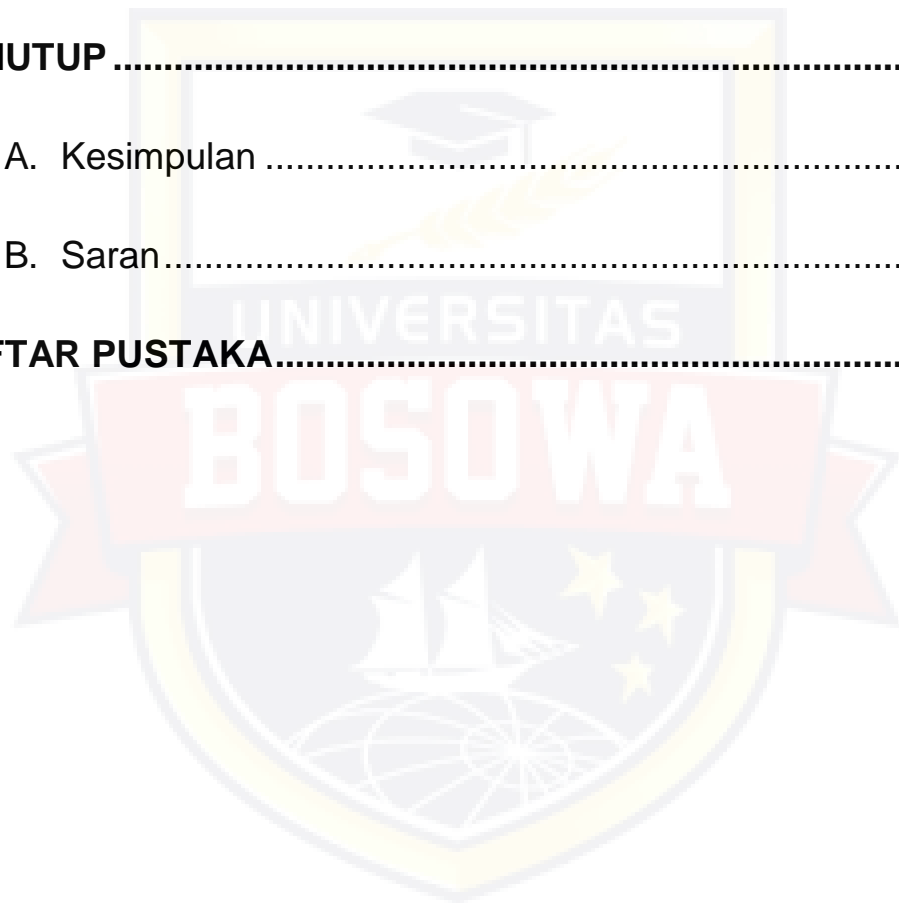 NUTUP ........................................................................
A. Kesimpulan ..............................................................
B. Saran........................................................................
FTAR PUSTAKA...........................................................
UNIVERSITAS
BOSOWA